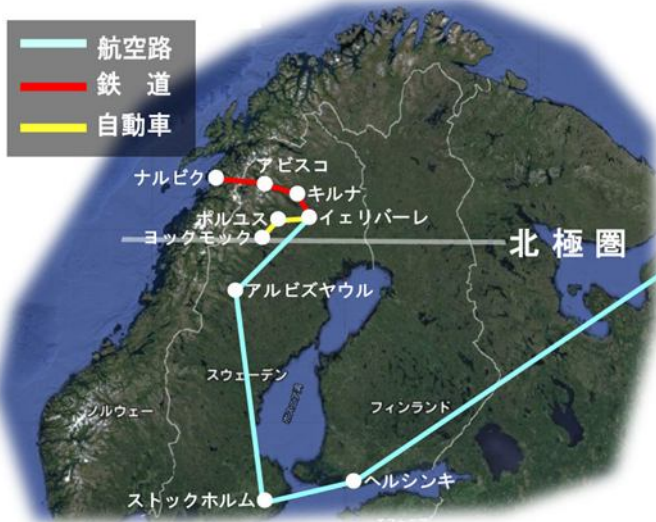 航空路
鉄 道
自動車
ナルビク
アビスコ
キルナ
ポルユス
イェリバーレ
ヨックモック
北極圏
アルビズヤウル
スウェーデン
ノルウェー
フィンランド
ヘルシンキ
ストックホルム